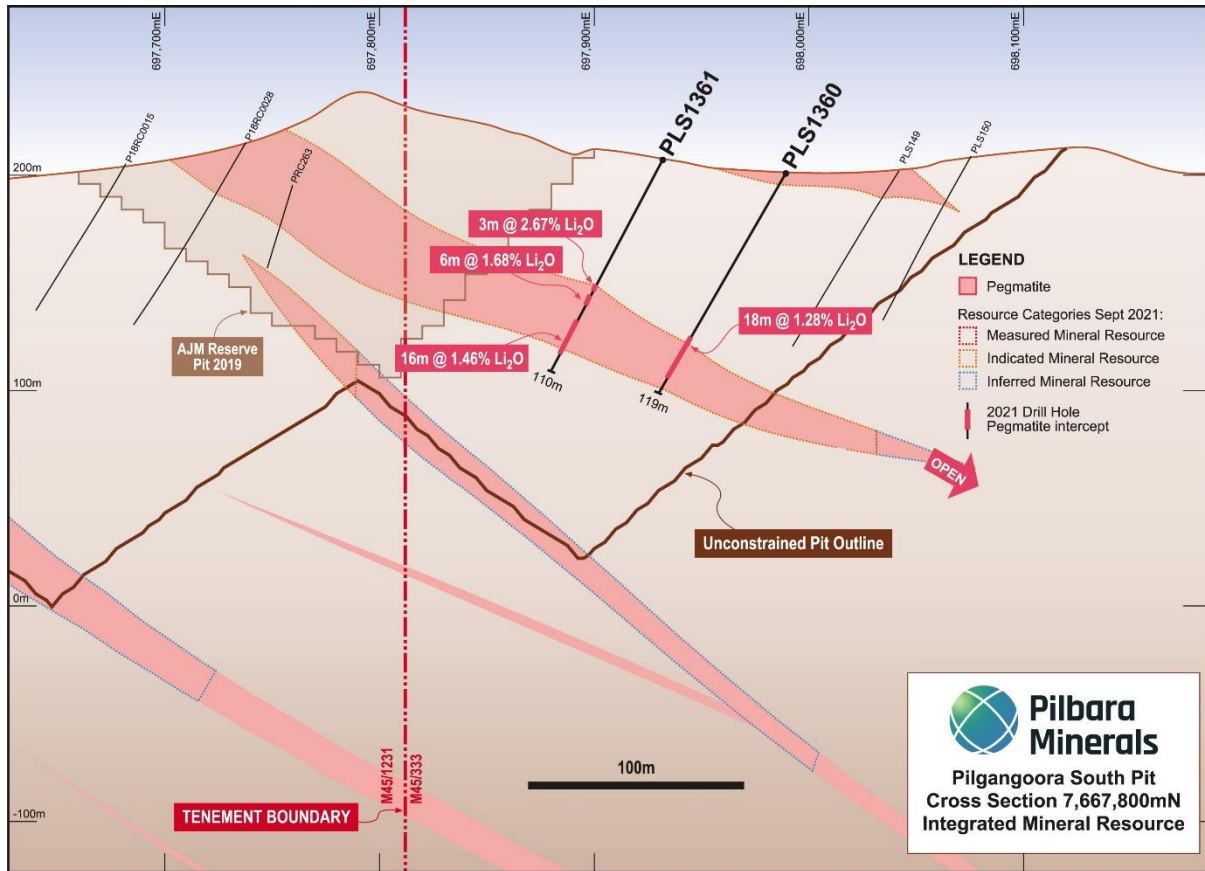 697,700mE
697,800mE
697,900mE
698,000mE
698,100mE
P18RC0015
P18RC0028
PRC263
PLS1361
PLS1360
PLS149
PLS150
200m
100m
0m
-100m
3m @ 2.67% Li₂O
6m @ 1.68% Li₂O
16m @ 1.46% Li₂O
18m @ 1.28% Li₂O
110m
119m
AJM Reserve
Pit 2019
LEGEND
Pegmatite
Resource Categories Sept 2021:
Measured Mineral Resource
Indicated Mineral Resource
Inferred Mineral Resource
2021 Drill Hole
Pegmatite intercept
OPEN
Unconstrained Pit Outline
M45/1231
M45/333
TENEMENT BOUNDARY
100m
Pilbara
Minerals
Pilgangoora South Pit
Cross Section 7,667,800mN
Integrated Mineral Resource